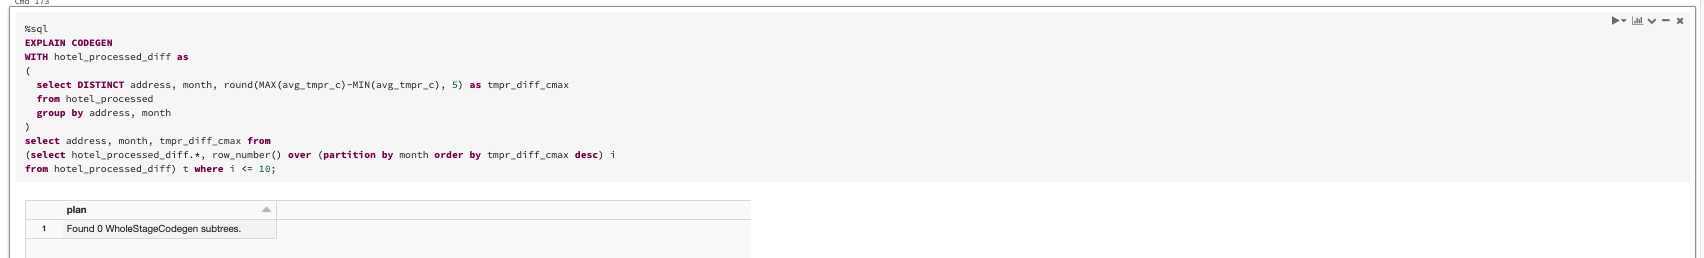 Cmd 173
%sql
EXPLAIN CODEGEN
WITH hotel_processed_diff as
(
select DISTINCT address, month, round(MAX(avg_tmpr_c)-MIN(avg_tmpr_c), 5) as tmpr_diff_cmax
from hotel_processed
group by address, month
)
select address, month, tmpr_diff_cmax from
(select hotel_processed_diff.*, row_number() over (partition by month order by tmpr_diff_cmax desc) i
from hotel_processed_diff) t where i <= 10;
plan
1 Found 0 WholeStageCodegen subtrees.